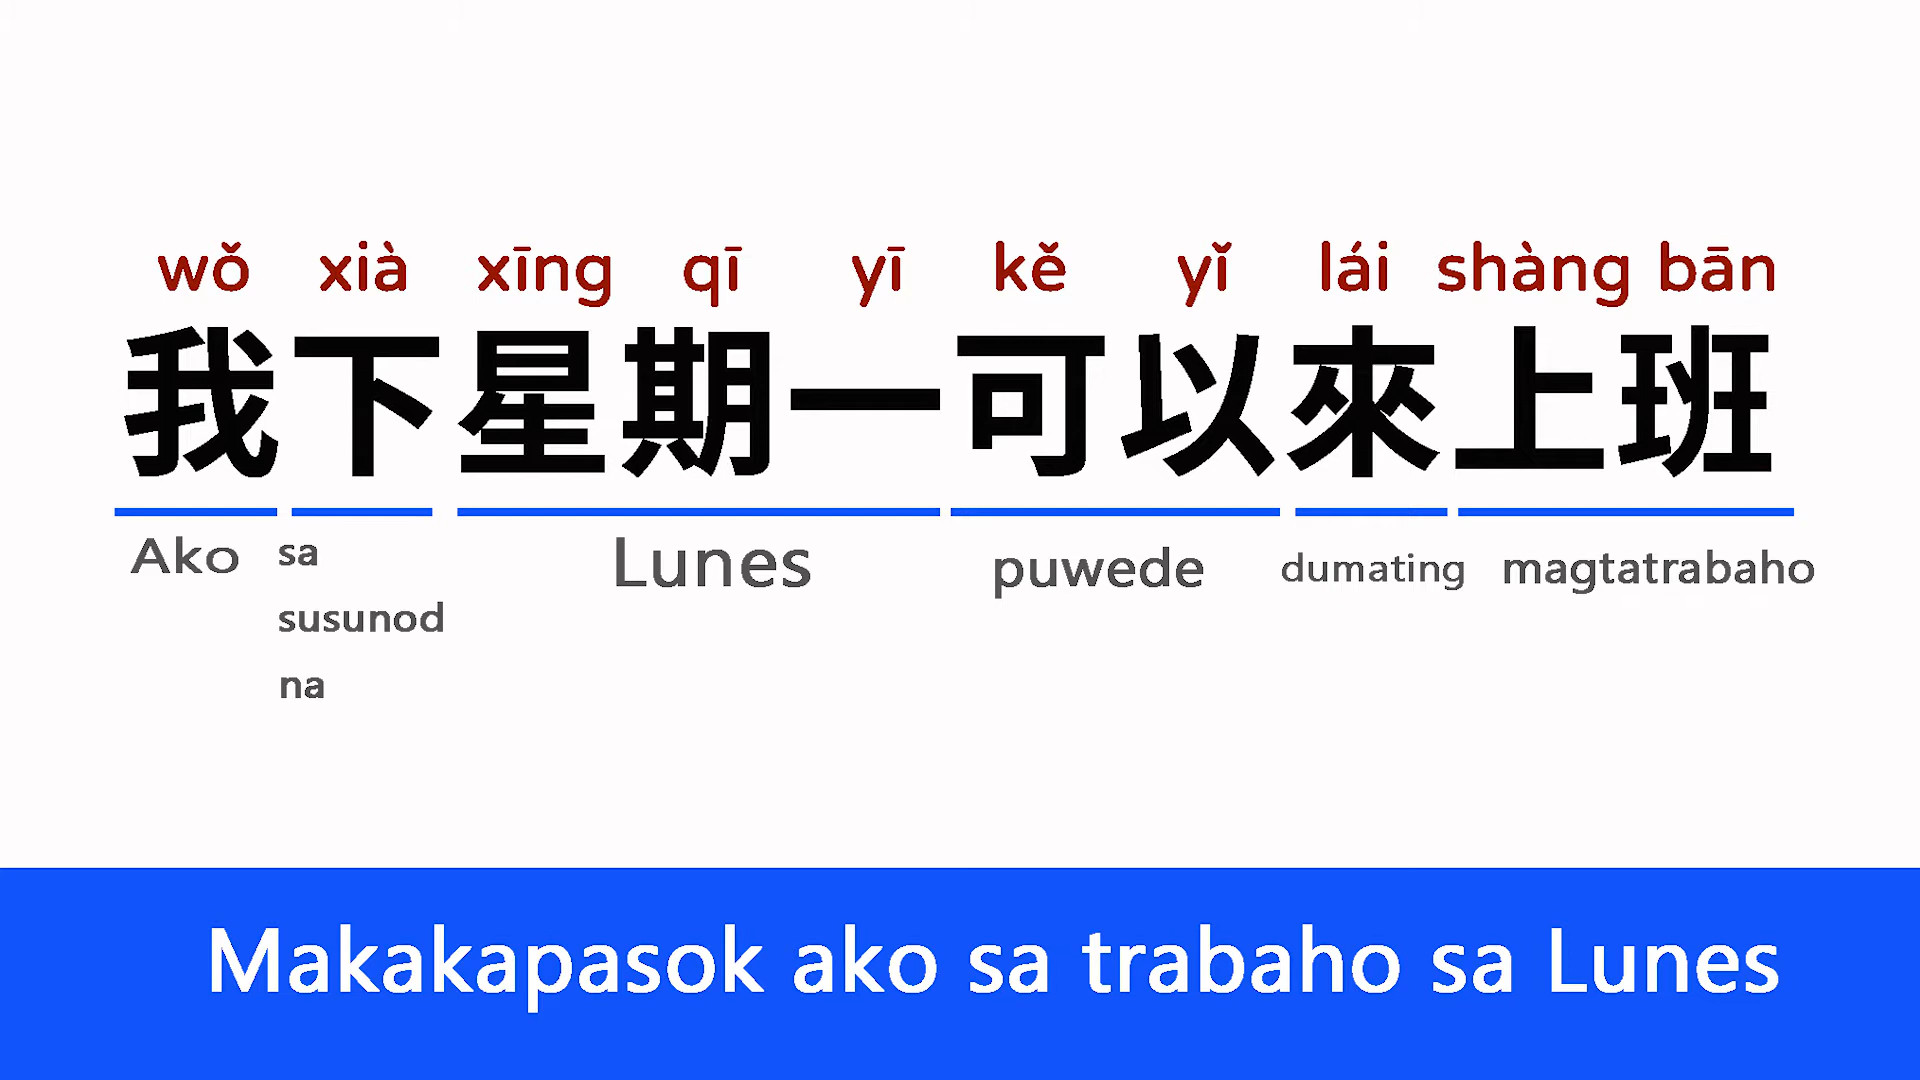 wǒ xià xīng qī yī kě yǐ lái shàng bān
我下星期一可以來上班
Ako sa susunod na Lunes puwede dumating magtatrabaho
Makakapasok ako sa trabaho sa Lunes